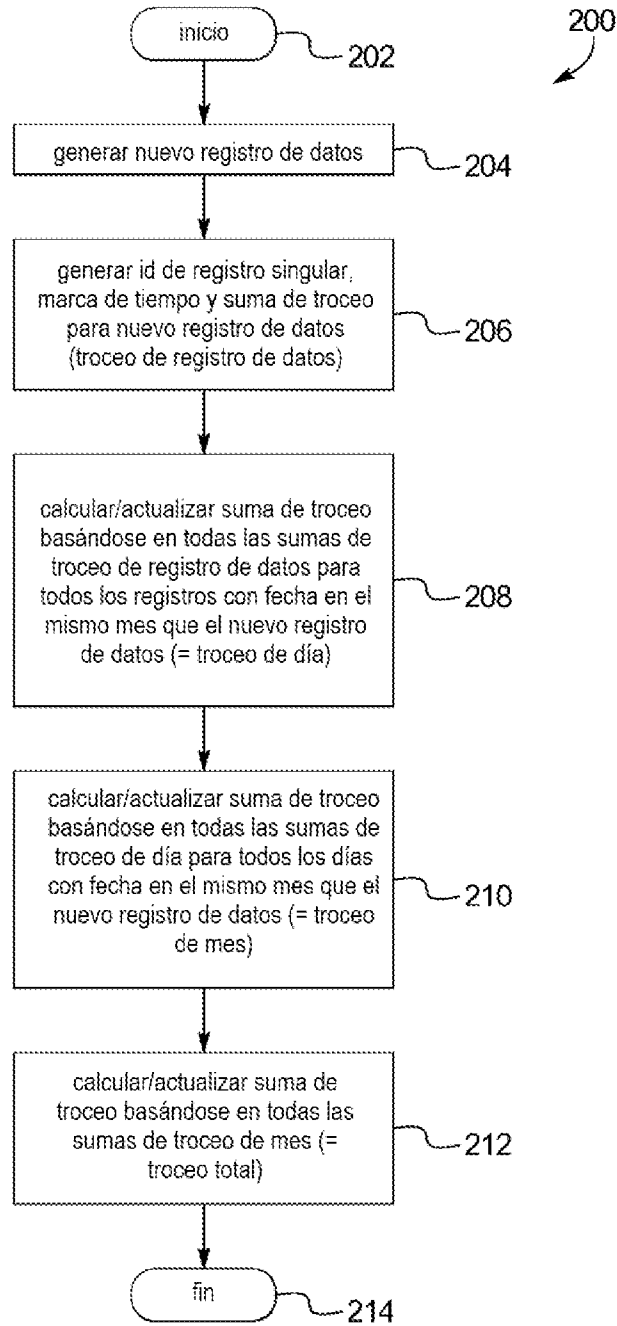 inicio
200
202
generar nuevo registro de datos
204
generar id de registro singular,
marca de tiempo y suma de troceo
para nuevo registro de datos
(troceo de registro de datos)
206
calcular/actualizar suma de troceo
basándose en todas las sumas de
troceo de registro de datos para
todos los registros con fecha en el
mismo mes que el nuevo registro
de datos (= troceo de día)
208
calcular/actualizar suma de troceo
basándose en todas las sumas de
troceo de día para todos los días
con fecha en el mismo mes que el
nuevo registro de datos (= troceo
de mes)
210
calcular/actualizar suma de
troceo basándose en todas las
sumas de troceo de mes (=
troceo total)
212
fin
214